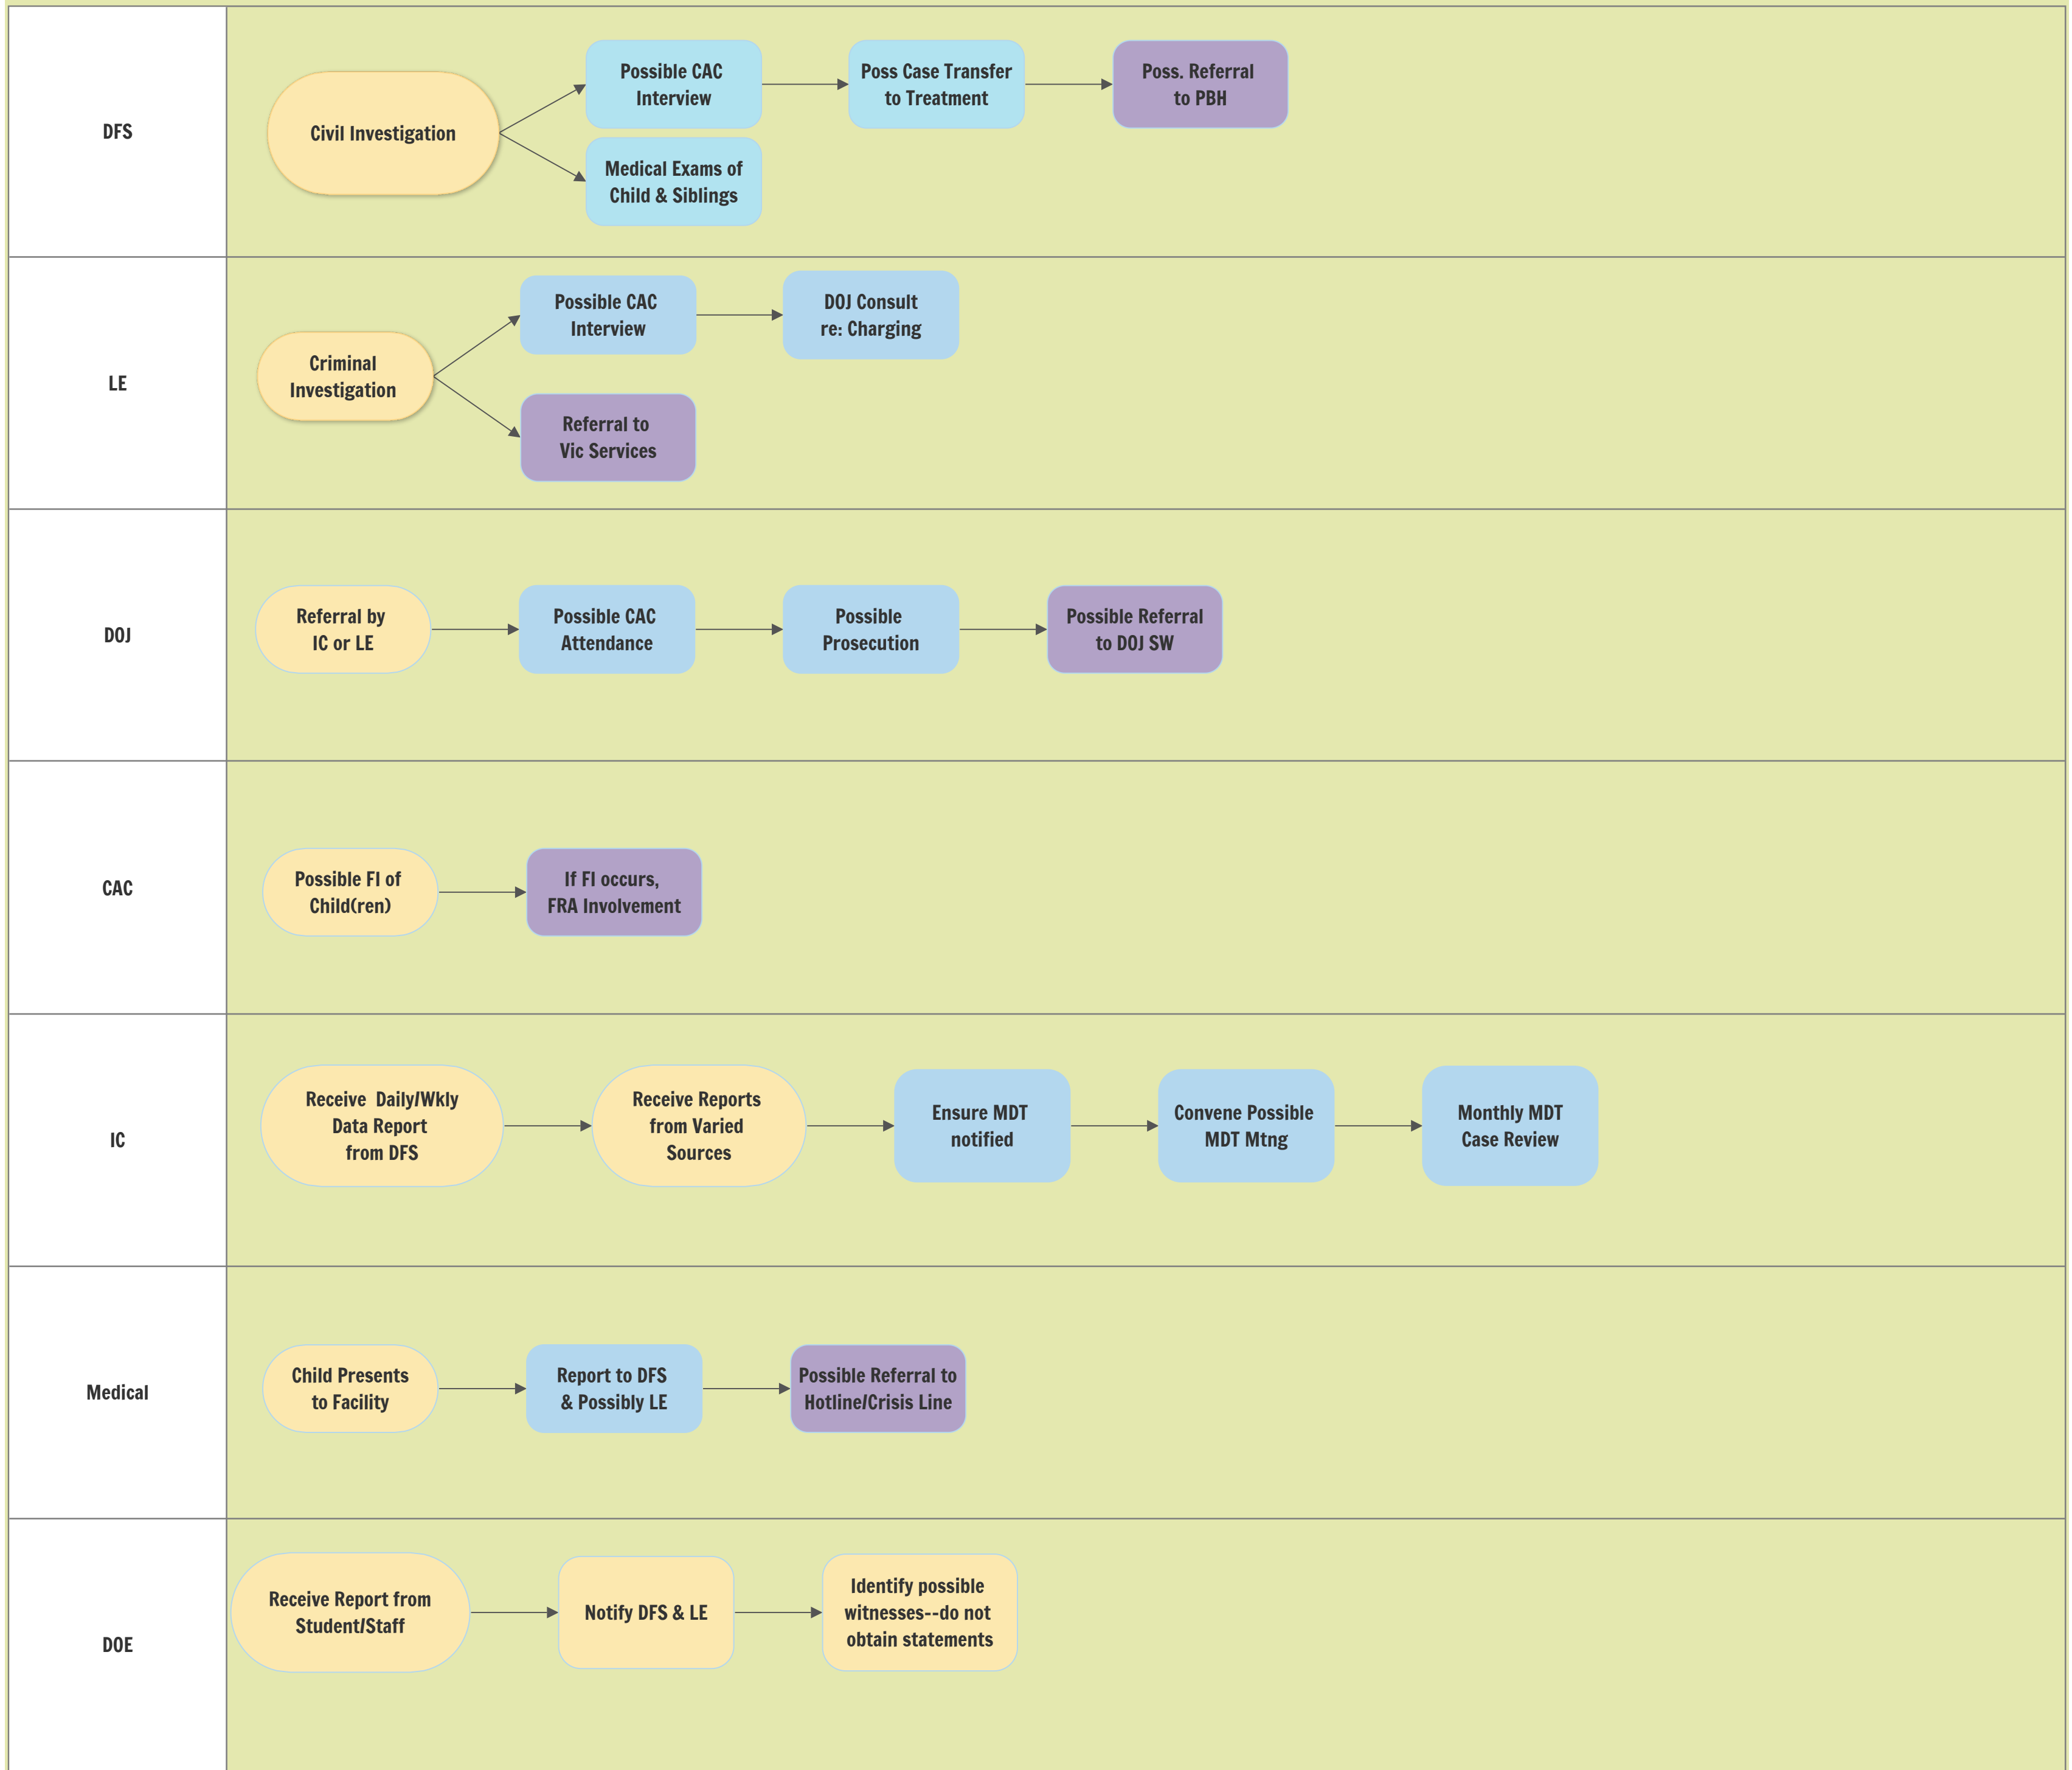 DFS
Civil Investigation
Possible CAC
Interview
Poss Case Transfer
to Treatment
Poss. Referral
to PBH
Medical Exams of
Child & Siblings
LE
Criminal
Investigation
Possible CAC
Interview
DOJ Consult
re: Charging
Referral to
Vic Services
DOJ
Referral by
IC or LE
Possible CAC
Attendance
Possible
Prosecution
Possible Referral
to DOJ SW
CAC
Possible FI of
Child(ren)
If FI occurs,
FRA Involvement
IC
Receive  Daily/Wkly
Data Report
from DFS
Receive Reports
from Varied
Sources
Ensure MDT
notified
Convene Possible
MDT Mtng
Monthly MDT
Case Review
Medical
Child Presents
to Facility
Report to DFS
& Possibly LE
Possible Referral to
Hotline/Crisis Line
DOE
Receive Report from
Student/Staff
Notify DFS & LE
Identify possible
witnesses--do not
obtain statements